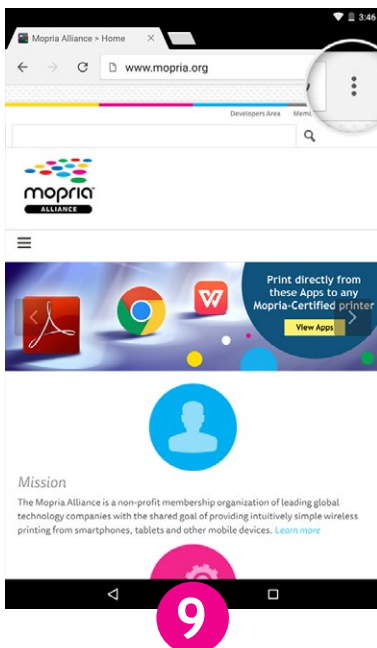 3:46
Mopria Alliance > Home
www.mopria.org
Developers Area
mopria
ALLIANCE
Print directly from
these Apps to any
Mopria-Certified printer
View Apps
Mission
The Mopria Alliance is a non-profit membership organization of leading global
technology companies with the shared goal of providing intuitively simple wireless
printing from smartphones, tablets and other mobile devices. Learn more
9